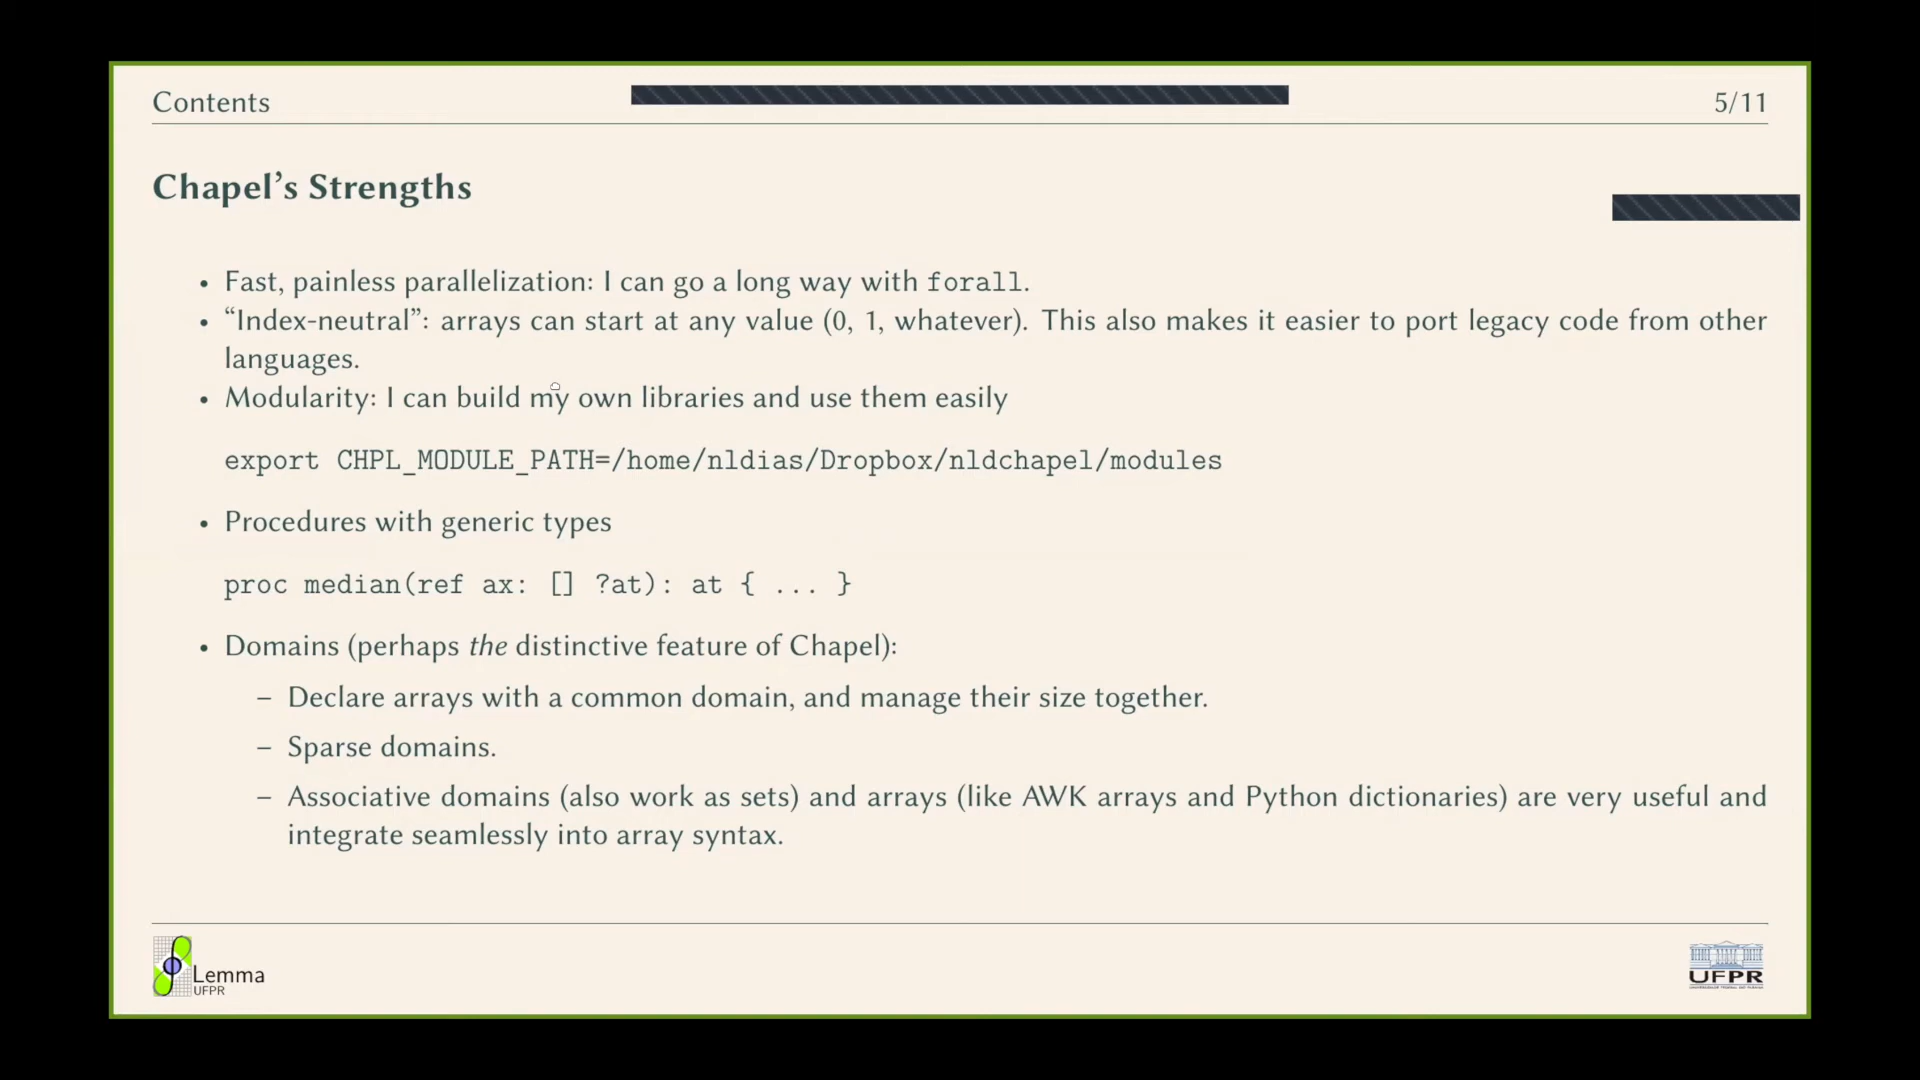 Contents
5/11
Chapel’s Strengths
• Fast, painless parallelization: I can go a long way with forall.
• “Index-neutral”: arrays can start at any value (0, 1, whatever). This also makes it easier to port legacy code from other
languages.
• Modularity: I can build my own libraries and use them easily
export CHPL_MODULE_PATH=/home/nldias/Dropbox/nldchapel/modules
• Procedures with generic types
proc median(ref ax: [] ?at): at { ... }
• Domains (perhaps the distinctive feature of Chapel):
– Declare arrays with a common domain, and manage their size together.
– Sparse domains.
– Associative domains (also work as sets) and arrays (like AWK arrays and Python dictionaries) are very useful and
integrate seamlessly into array syntax.
Lemma
UFPR
UFPR